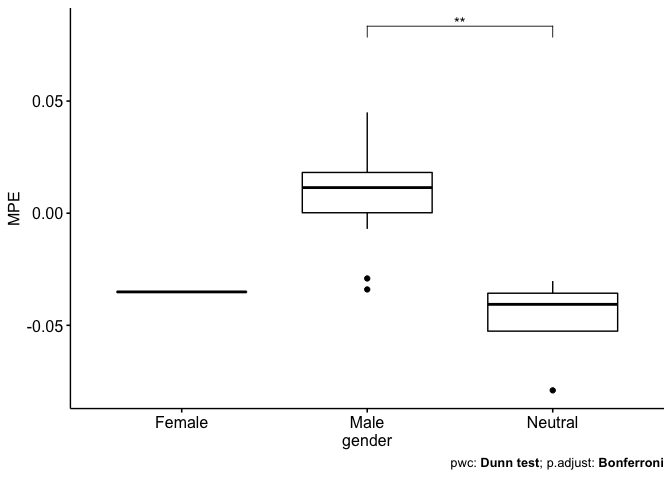 **
0.05
0.00
-0.05
MPE
Female
Male
Neutral
gender
pwc: Dunn test; p.adjust: Bonferroni